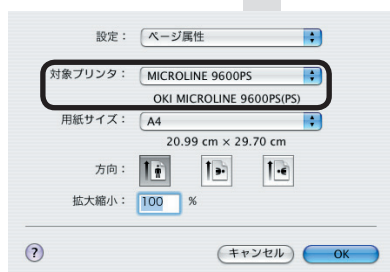 設定： ページ属性
対象プリンタ： MICROLINE 9600PS
OKI MICROLINE 9600PS(PS)
用紙サイズ： A4
20.99 cm × 29.70 cm
方向：
拡大縮小： 100 %
? キャンセル OK